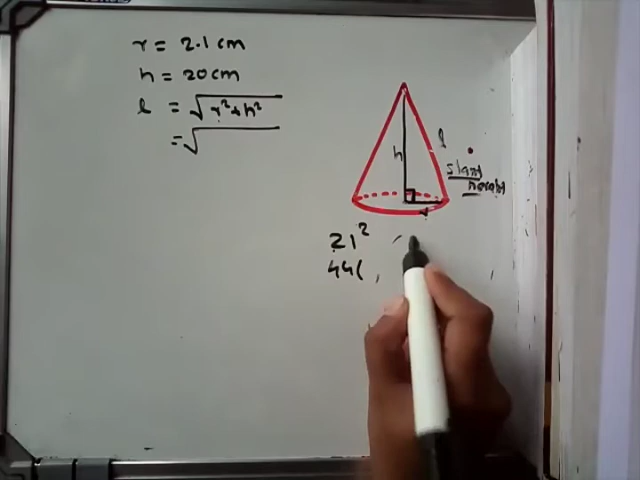 r = 2.1 cm
h = 20 cm
l = √r²+h²
= √
h
l
slant
height
r
21²
441